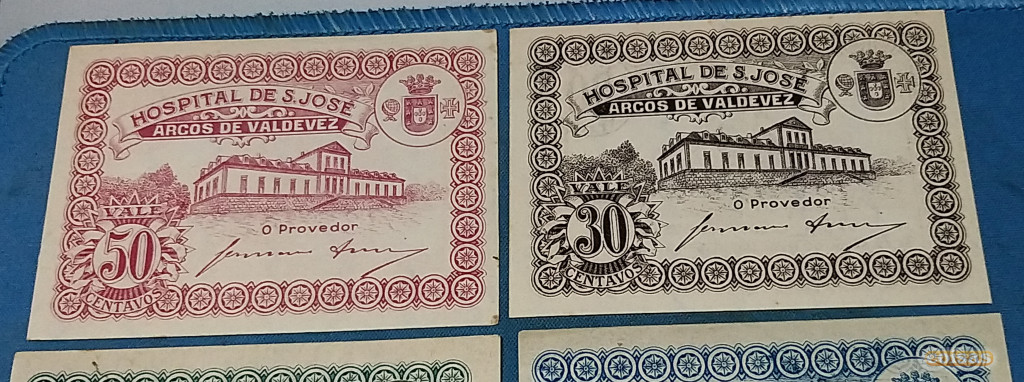 HOSPITAL DE S. JOSÉ
ARCOS DE VALDEVEZ
VALE
50
CENTAVOS
O Provedor
HOSPITAL DE S. JOSÉ
ARCOS DE VALDEVEZ
VALE
30
CENTAVOS
O Provedor